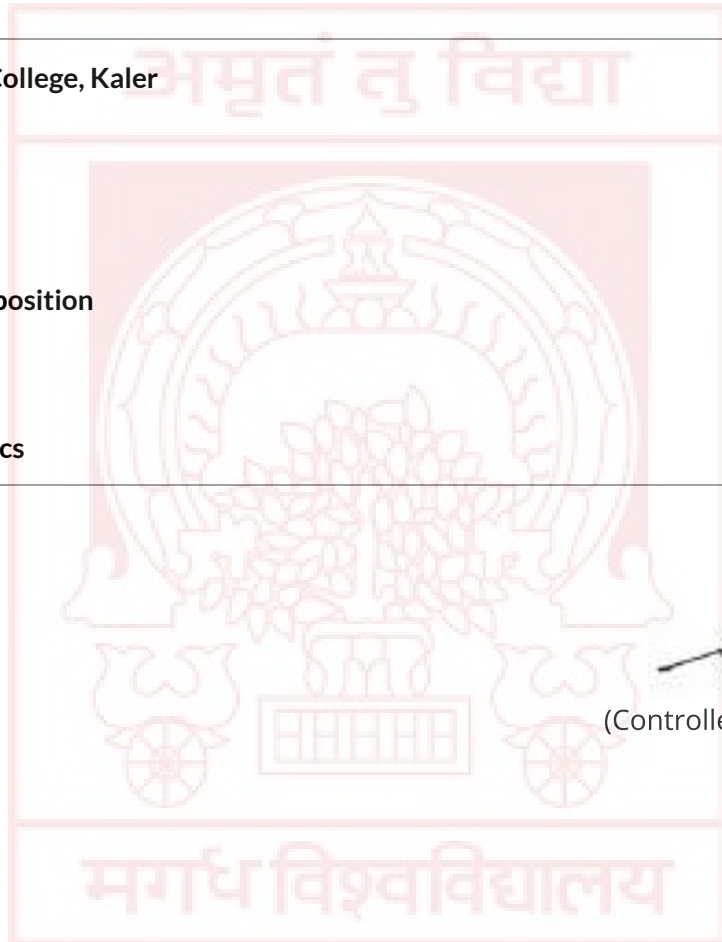 अमृतं तु विद्या
College, Kaler
position
cs
(Controlle
मगध विश्वविद्यालय